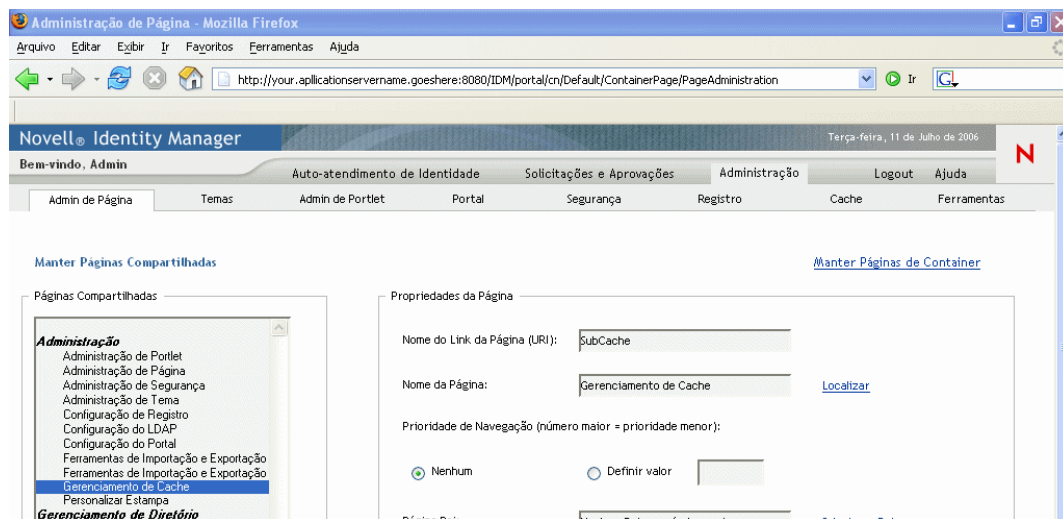 Administração de Página - Mozilla Firefox
Arquivo Editar Exibir Ir Favoritos Ferramentas Ajuda
http://your.apllicationservername.goeshere:8080/IDM/portal/cn/Default/ContainerPage/PageAdministration Ir G
Novell® Identity Manager Terça-feira, 11 de Julho de 2006
N
Bem-vindo, Admin
Auto-atendimento de Identidade Solicitações e Aprovações Administração Logout Ajuda
Admin de Página Temas Admin de Portlet Portal Segurança Registro Cache Ferramentas
Manter Páginas Compartilhadas Manter Páginas de Container
Páginas Compartilhadas
Administração
Administração de Portlet
Administração de Página
Administração de Segurança
Administração de Tema
Configuração de Registro
Configuração do LDAP
Configuração do Portal
Ferramentas de Importação e Exportação
Ferramentas de Importação e Exportação
Gerenciamento de Cache
Personalizar Estampa
Gerenciamento de Diretório
Propriedades da Página
Nome do Link da Página (URI): SubCache
Nome da Página: Gerenciamento de Cache Localizar
Prioridade de Navegação (número maior = prioridade menor):
Nenhum Definir valor